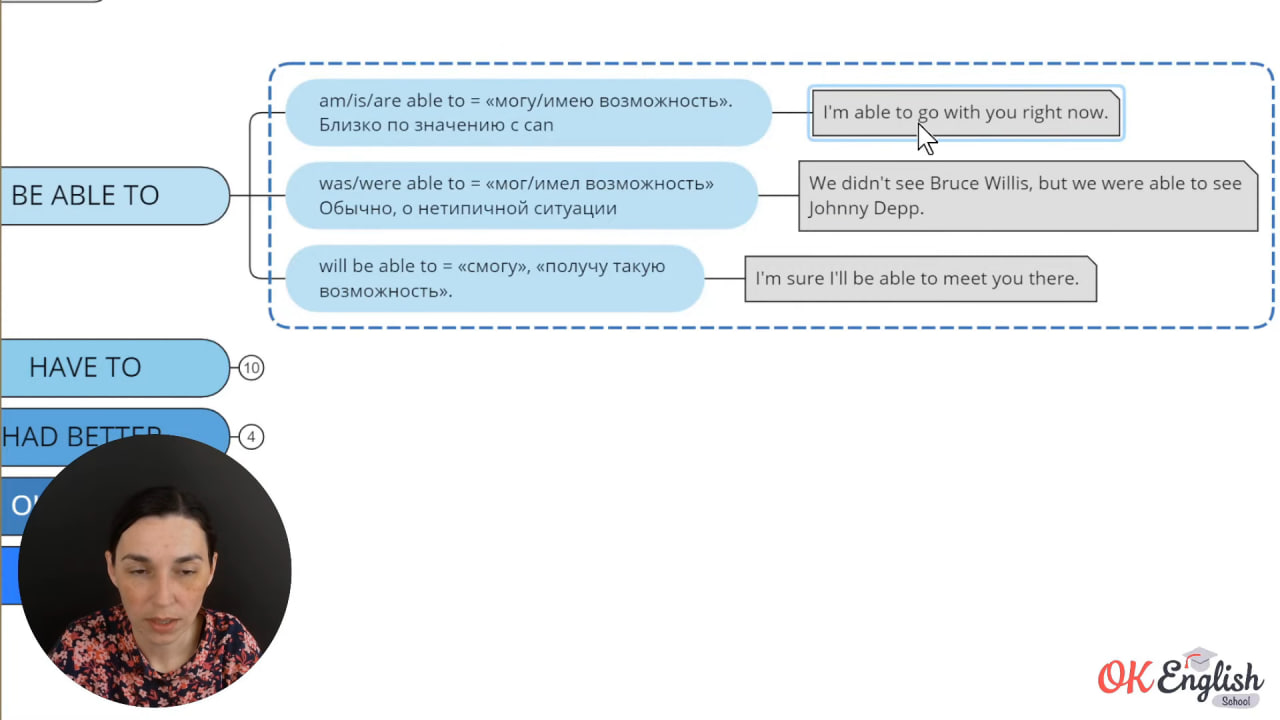 am/is/are able to = «могу/имею возможность».
Близко по значению с can
I'm able to go with you right now.
BE ABLE TO
was/were able to = «мог/имел возможность»
Обычно, о нетипичной ситуации
We didn't see Bruce Willis, but we were able to see
Johnny Depp.
will be able to = «смогу», «получу такую
возможность».
I'm sure I'll be able to meet you there.
HAVE TO
10
HAD BETTER
4
OK English
School